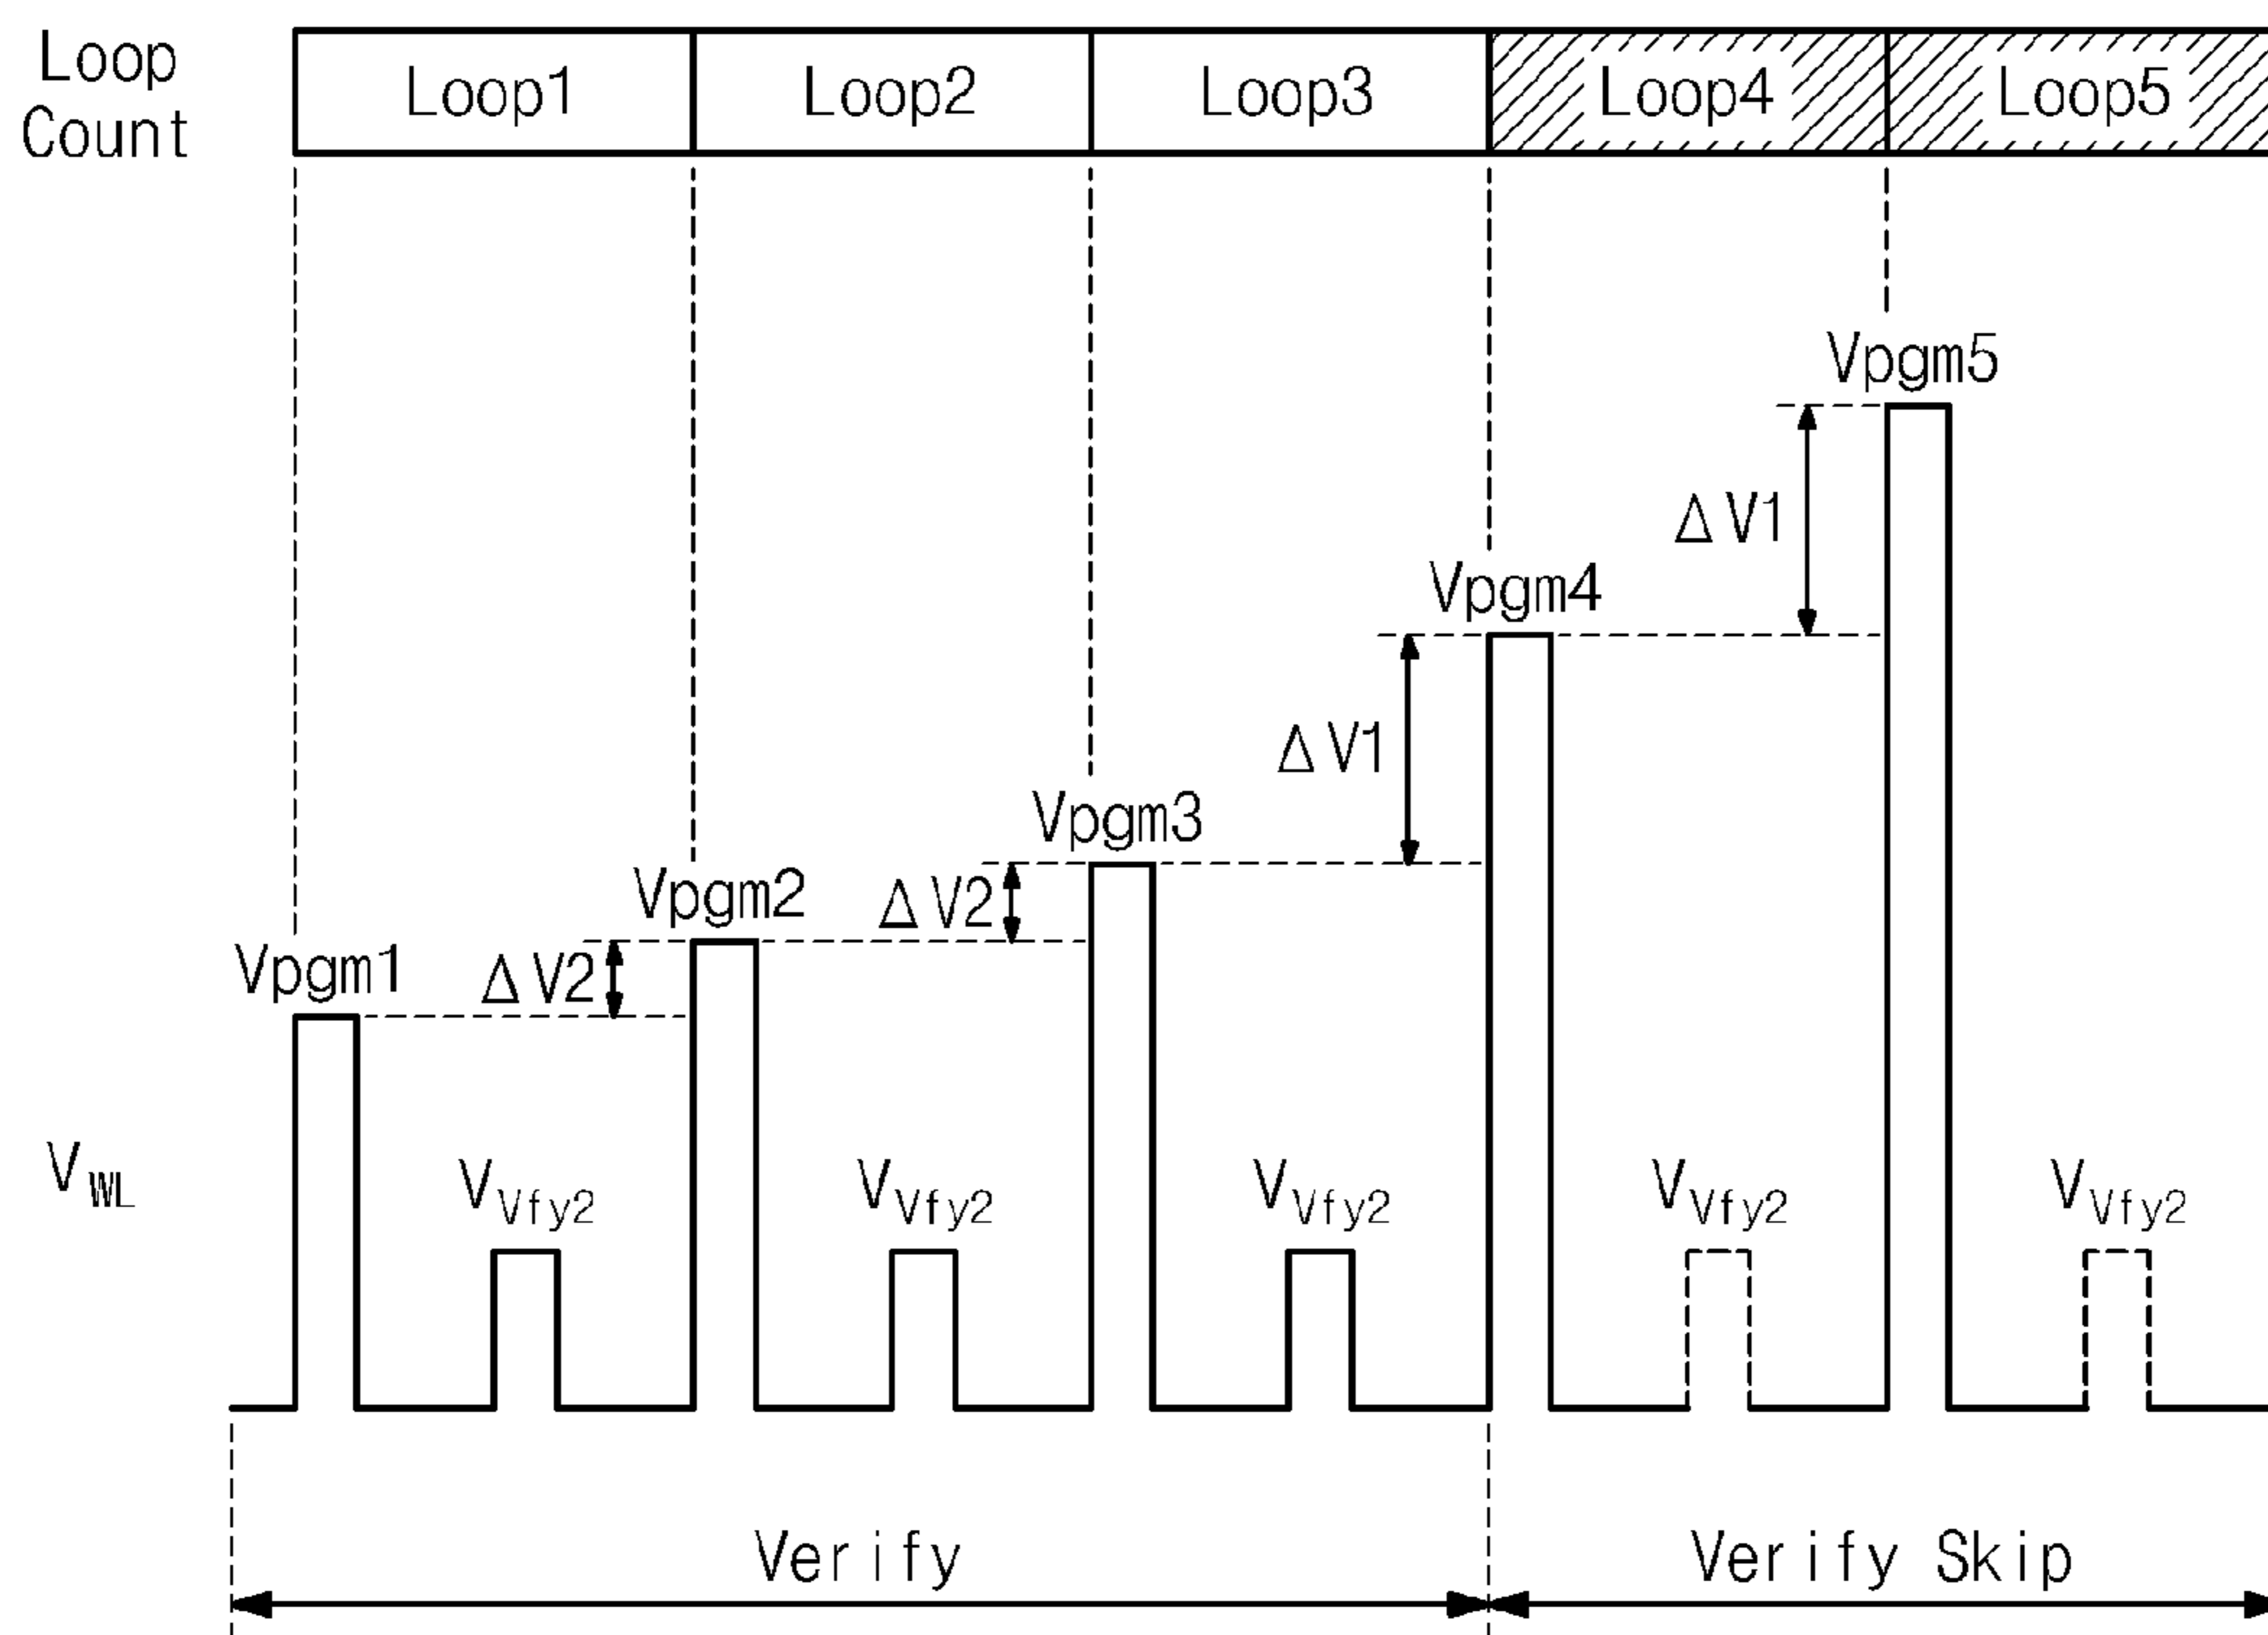 Loop
Count
Loop1 Loop2 Loop3 Loop4 Loop5
Vpgm5
ΔV1
Vpgm4
ΔV1
Vpgm3
Vpgm2 ΔV2
Vpgm1 ΔV2
VWL
VVfy2 VVfy2 VVfy2 VVfy2 VVfy2
Verify Verify Skip